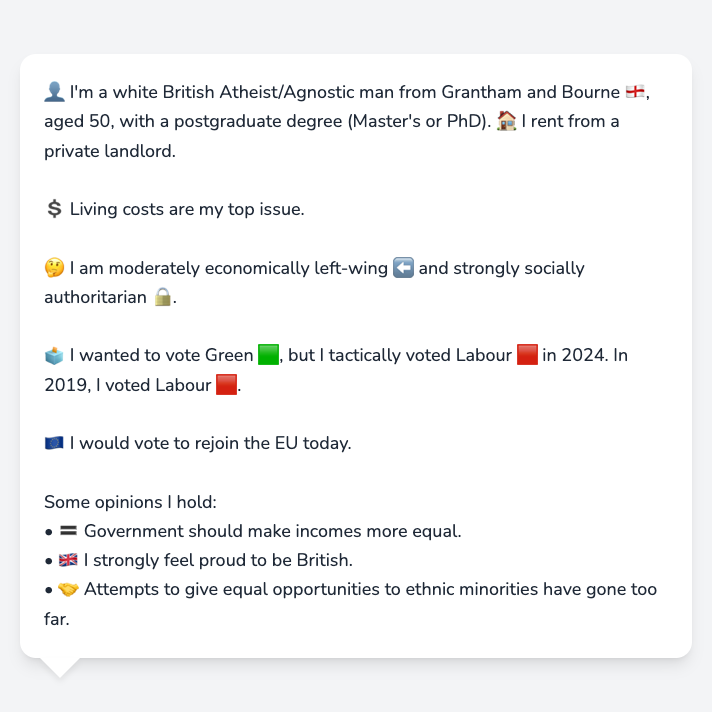 👤 I'm a white British Atheist/Agnostic man from Grantham and Bourne 🏴󠁧󠁢󠁥󠁮󠁧󠁿,
aged 50, with a postgraduate degree (Master's or PhD). 🏠 I rent from a
private landlord.
💲 Living costs are my top issue.
🤔 I am moderately economically left-wing ⬅️ and strongly socially
authoritarian 🔒.
🗳️ I wanted to vote Green 🟩, but I tactically voted Labour 🟥 in 2024. In
2019, I voted Labour 🟥.
🇪🇺 I would vote to rejoin the EU today.
Some opinions I hold:
• 🟰 Government should make incomes more equal.
• 🇬🇧 I strongly feel proud to be British.
• 🤝 Attempts to give equal opportunities to ethnic minorities have gone too
far.